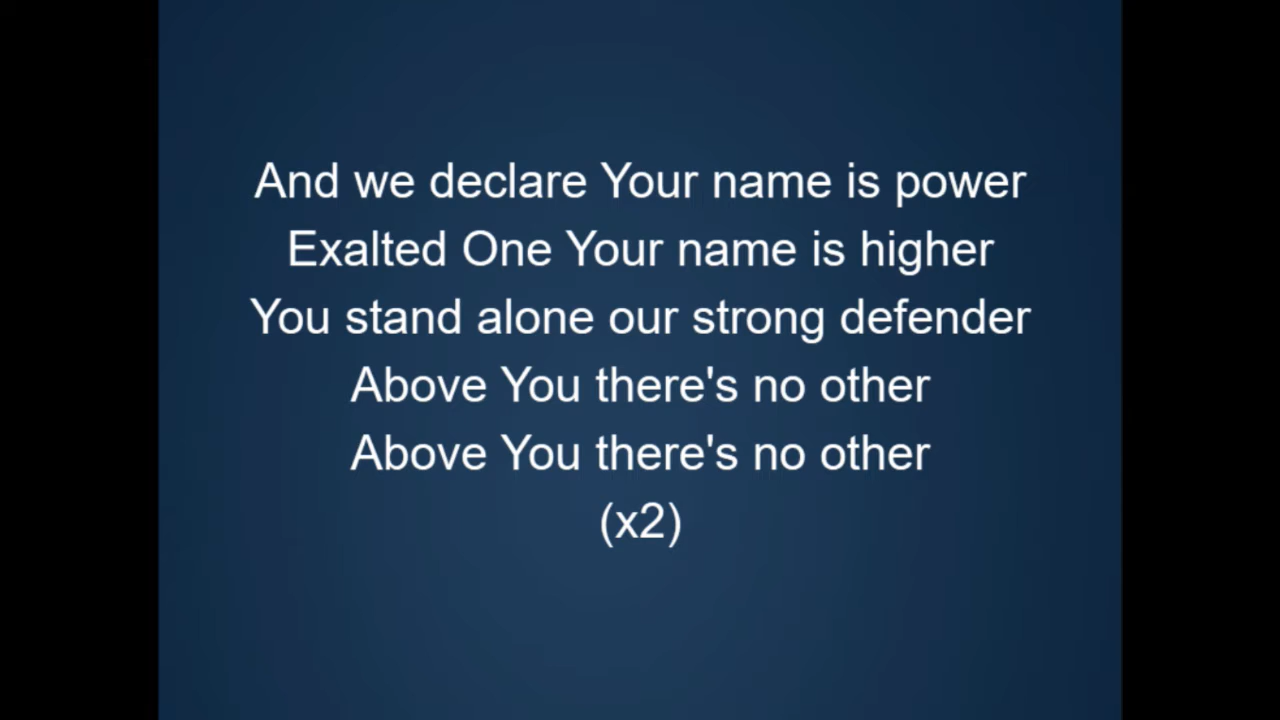 And we declare Your name is power
Exalted One Your name is higher
You stand alone our strong defender
Above You there's no other
Above You there's no other
(x2)